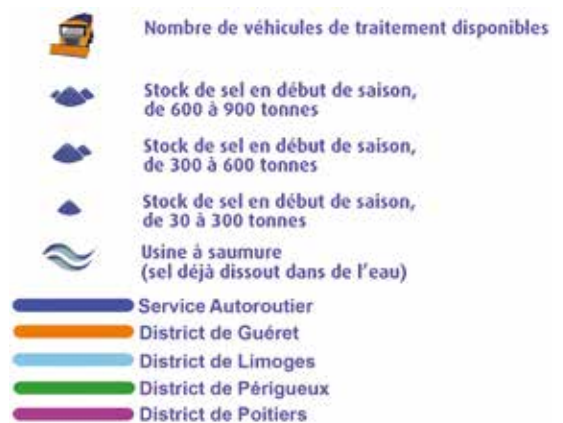 Nombre de véhicules de traitement disponibles
Stock de sel en début de saison,
de 600 à 900 tonnes
Stock de sel en début de saison,
de 300 à 600 tonnes
Stock de sel en début de saison,
de 30 à 300 tonnes
Usine à saumure
(sel déjà dissout dans de l'eau)
Service Autoroutier
District de Guéret
District de Limoges
District de Périgueux
District de Poitiers